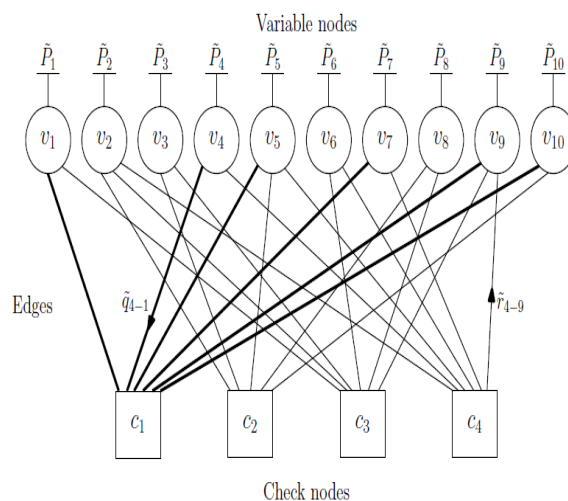 Variable nodes
P̃₁ P̃₂ P̃₃ P̃₄ P̃₅ P̃₆ P̃₇ P̃₈ P̃₉ P̃₁₀
v₁ v₂ v₃ v₄ v₅ v₆ v₇ v₈ v₉ v₁₀
Edges q̃₄₋₁ r̃₄₋₉
c₁ c₂ c₃ c₄
Check nodes